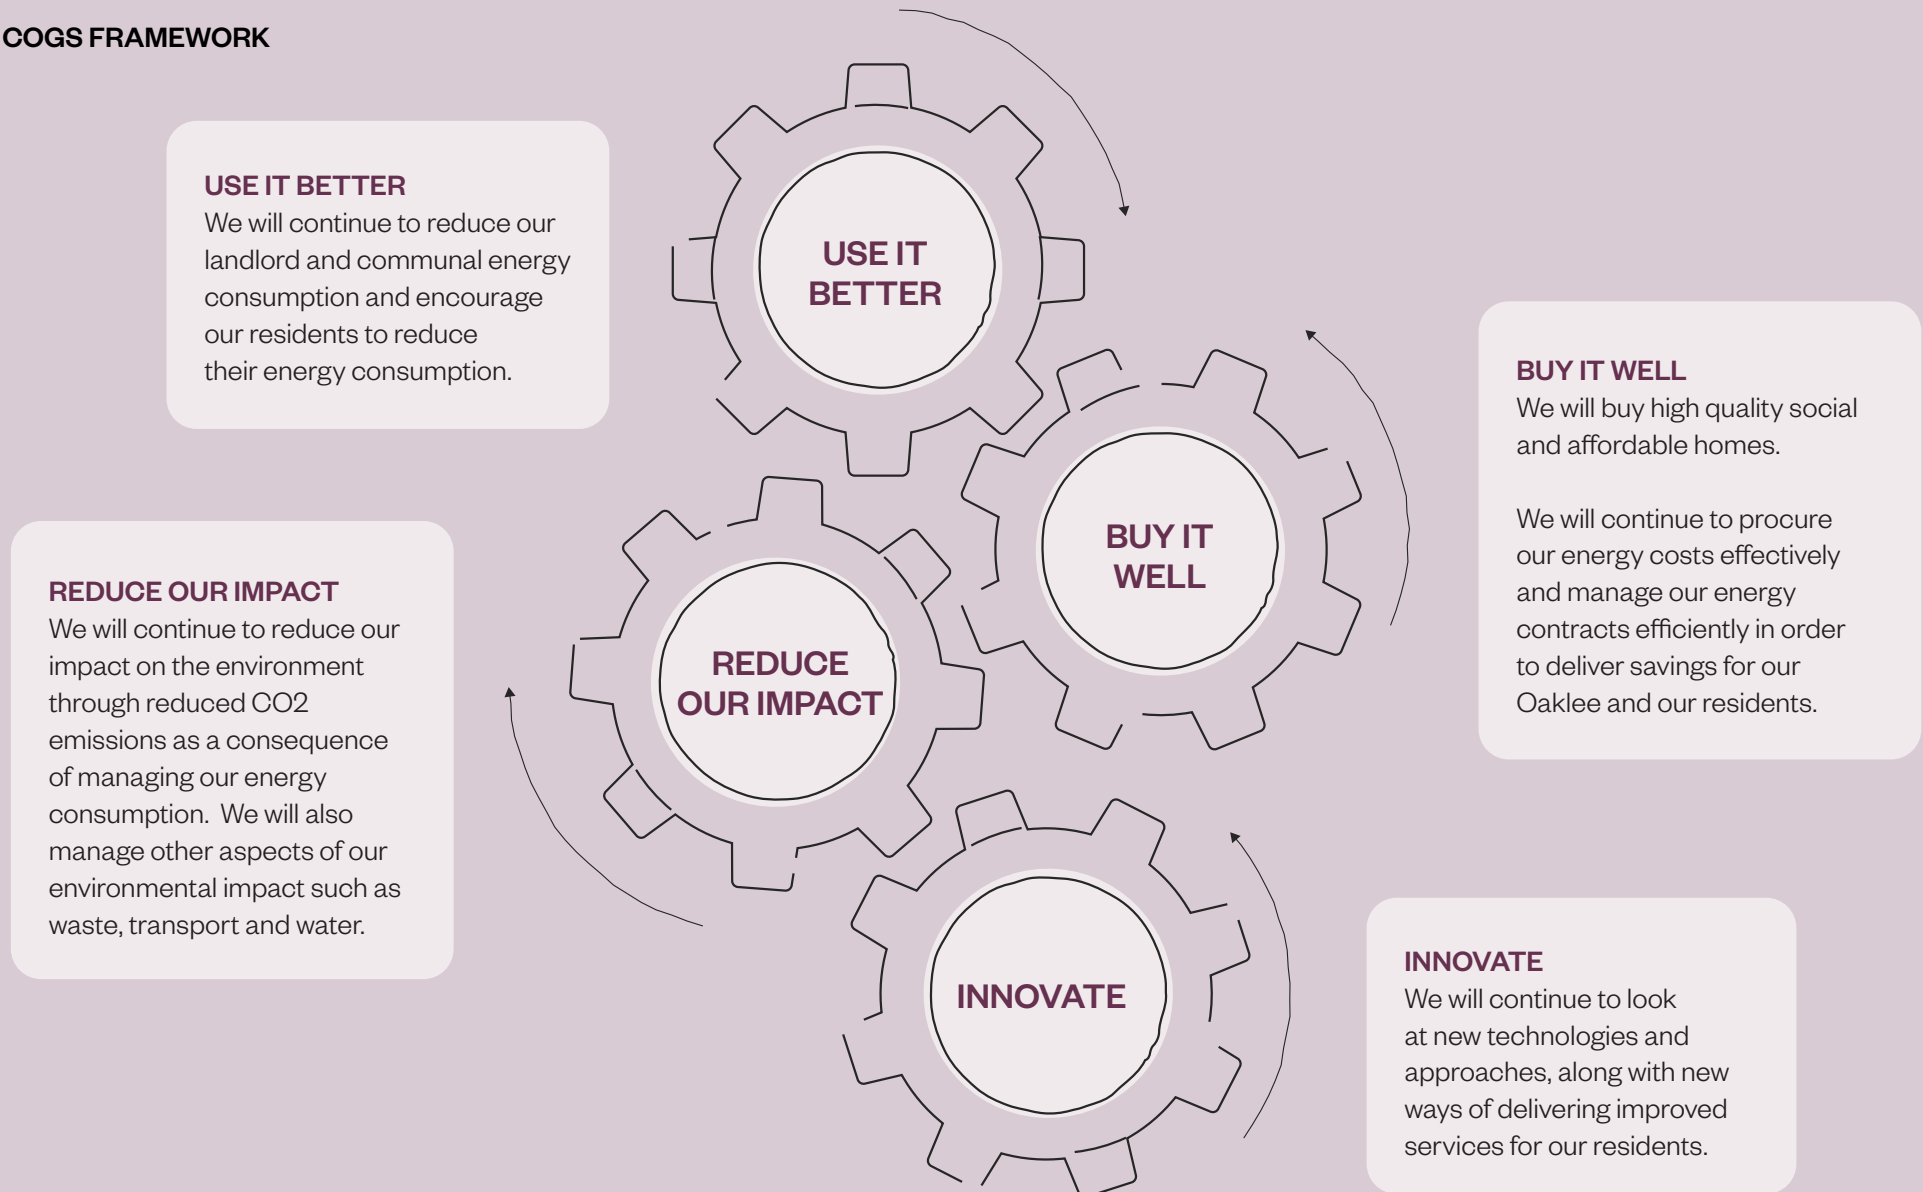 COGS FRAMEWORK
USE IT BETTER
We will continue to reduce our
landlord and communal energy
consumption and encourage
our residents to reduce
their energy consumption.
USE IT
BETTER
BUY IT WELL
We will buy high quality social
and affordable homes.
We will continue to procure
our energy costs effectively
and manage our energy
contracts efficiently in order
to deliver savings for our
Oaklee and our residents.
BUY IT
WELL
REDUCE OUR IMPACT
We will continue to reduce our
impact on the environment
through reduced CO2
emissions as a consequence
of managing our energy
consumption.  We will also
manage other aspects of our
environmental impact such as
waste, transport and water.
REDUCE
OUR IMPACT
INNOVATE
INNOVATE
We will continue to look
at new technologies and
approaches, along with new
ways of delivering improved
services for our residents.